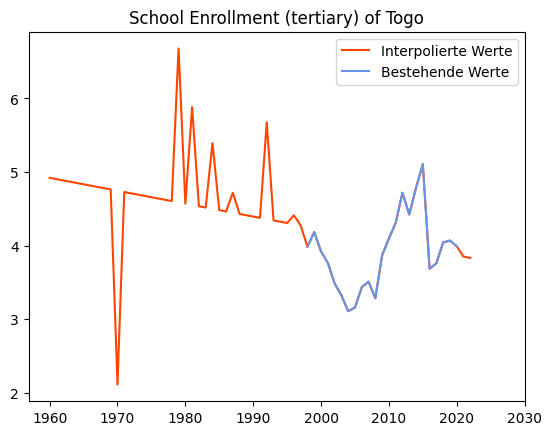 School Enrollment (tertiary) of Togo
Interpolierte Werte
Bestehende Werte
6
5
4
3
2
1960 1970 1980 1990 2000 2010 2020 2030